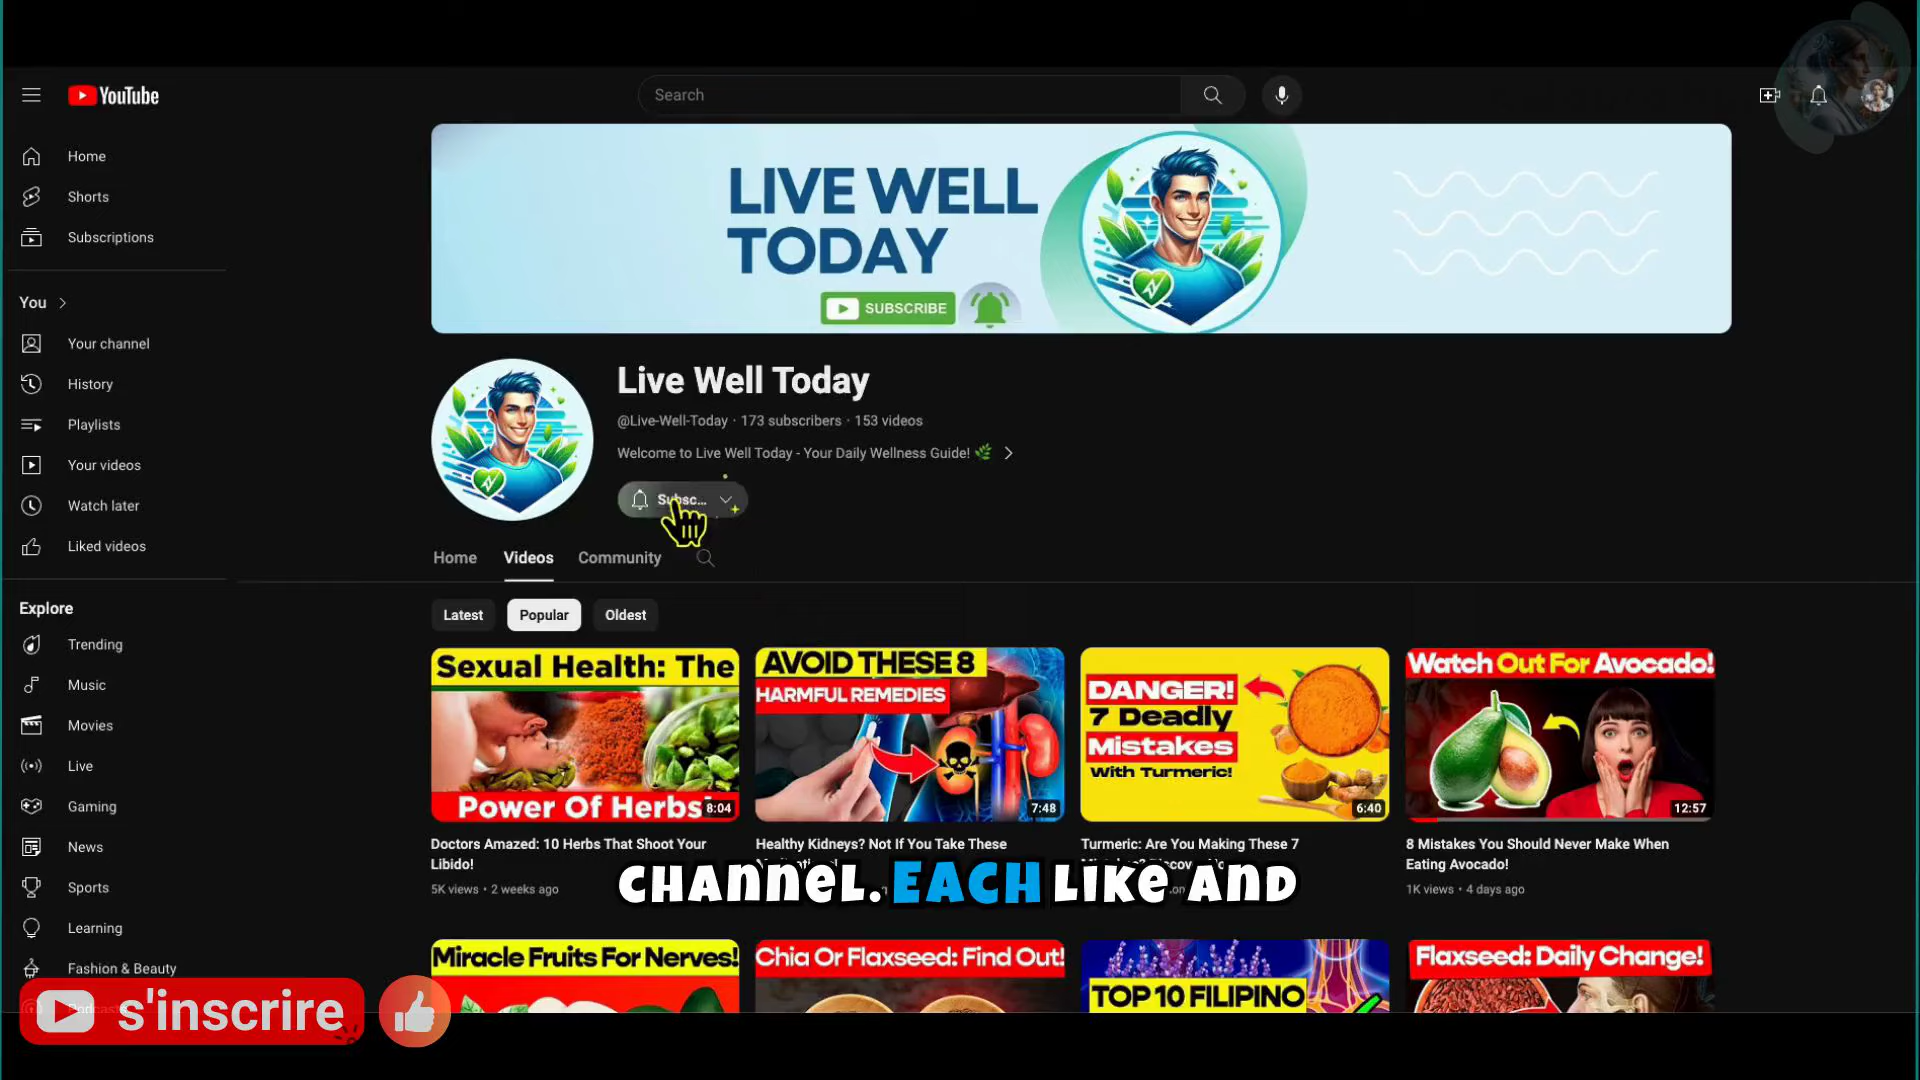 YouTube
Search
Home
Shorts
Subscriptions
You
Your channel
History
Playlists
Your videos
Watch later
Liked videos
Explore
Trending
Music
Movies
Live
Gaming
News
Sports
Learning
Fashion & Beauty
LIVE WELL
TODAY
SUBSCRIBE
Live Well Today
@Live-Well-Today · 173 subscribers · 153 videos
Welcome to Live Well Today - Your Daily Wellness Guide!
Subsc...
Home Videos Community
Latest Popular Oldest
Sexual Health: The
Power Of Herbs
8:04
Doctors Amazed: 10 Herbs That Shoot Your
Libido!
5K views • 2 weeks ago
AVOID THESE 8
HARMFUL REMEDIES
7:48
Healthy Kidneys? Not If You Take These
DANGER!
7 Deadly
Mistakes
With Turmeric!
6:40
Turmeric: Are You Making These 7
Watch Out For Avocado!
12:57
8 Mistakes You Should Never Make When
Eating Avocado!
1K views • 4 days ago
CHANNEL. EACH LIKE AND
Miracle Fruits For Nerves!
Chia Or Flaxseed: Find Out!
TOP 10 FILIPINO
Flaxseed: Daily Change!
s'inscrire